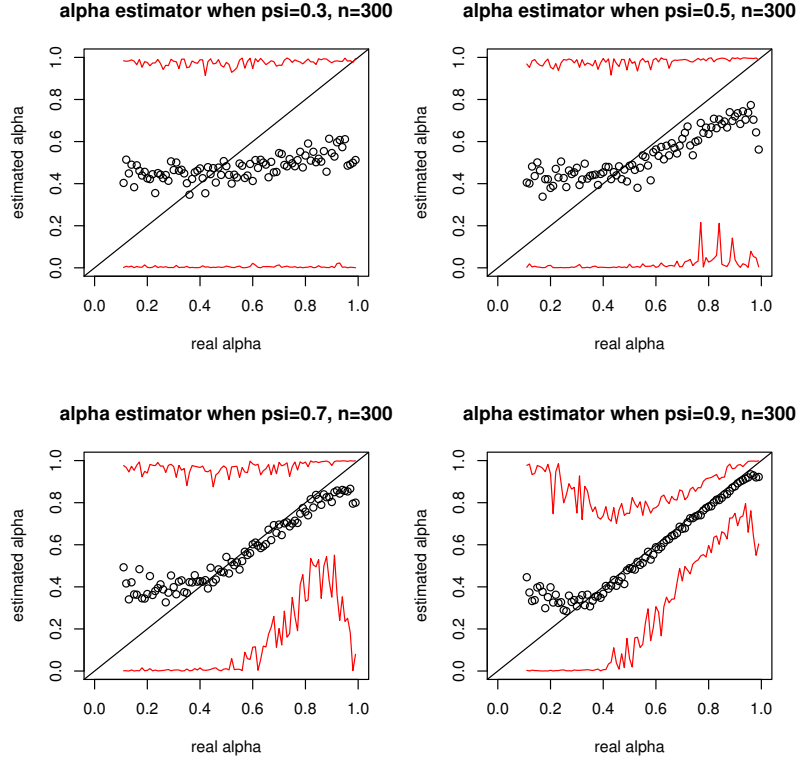 alpha estimator when psi=0.3, n=300
estimated alpha
1.0
0.8
0.6
0.4
0.2
0.0
0.0 0.2 0.4 0.6 0.8 1.0
real alpha
alpha estimator when psi=0.5, n=300
estimated alpha
1.0
0.8
0.6
0.4
0.2
0.0
0.0 0.2 0.4 0.6 0.8 1.0
real alpha
alpha estimator when psi=0.7, n=300
estimated alpha
1.0
0.8
0.6
0.4
0.2
0.0
0.0 0.2 0.4 0.6 0.8 1.0
real alpha
alpha estimator when psi=0.9, n=300
estimated alpha
1.0
0.8
0.6
0.4
0.2
0.0
0.0 0.2 0.4 0.6 0.8 1.0
real alpha